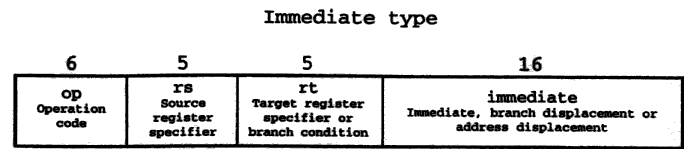 Immediate type
6 5 5 16
op rs rt immediate
Operation code
Source register specifier
Target register specifier or branch condition
Immediate, branch displacement or address displacement